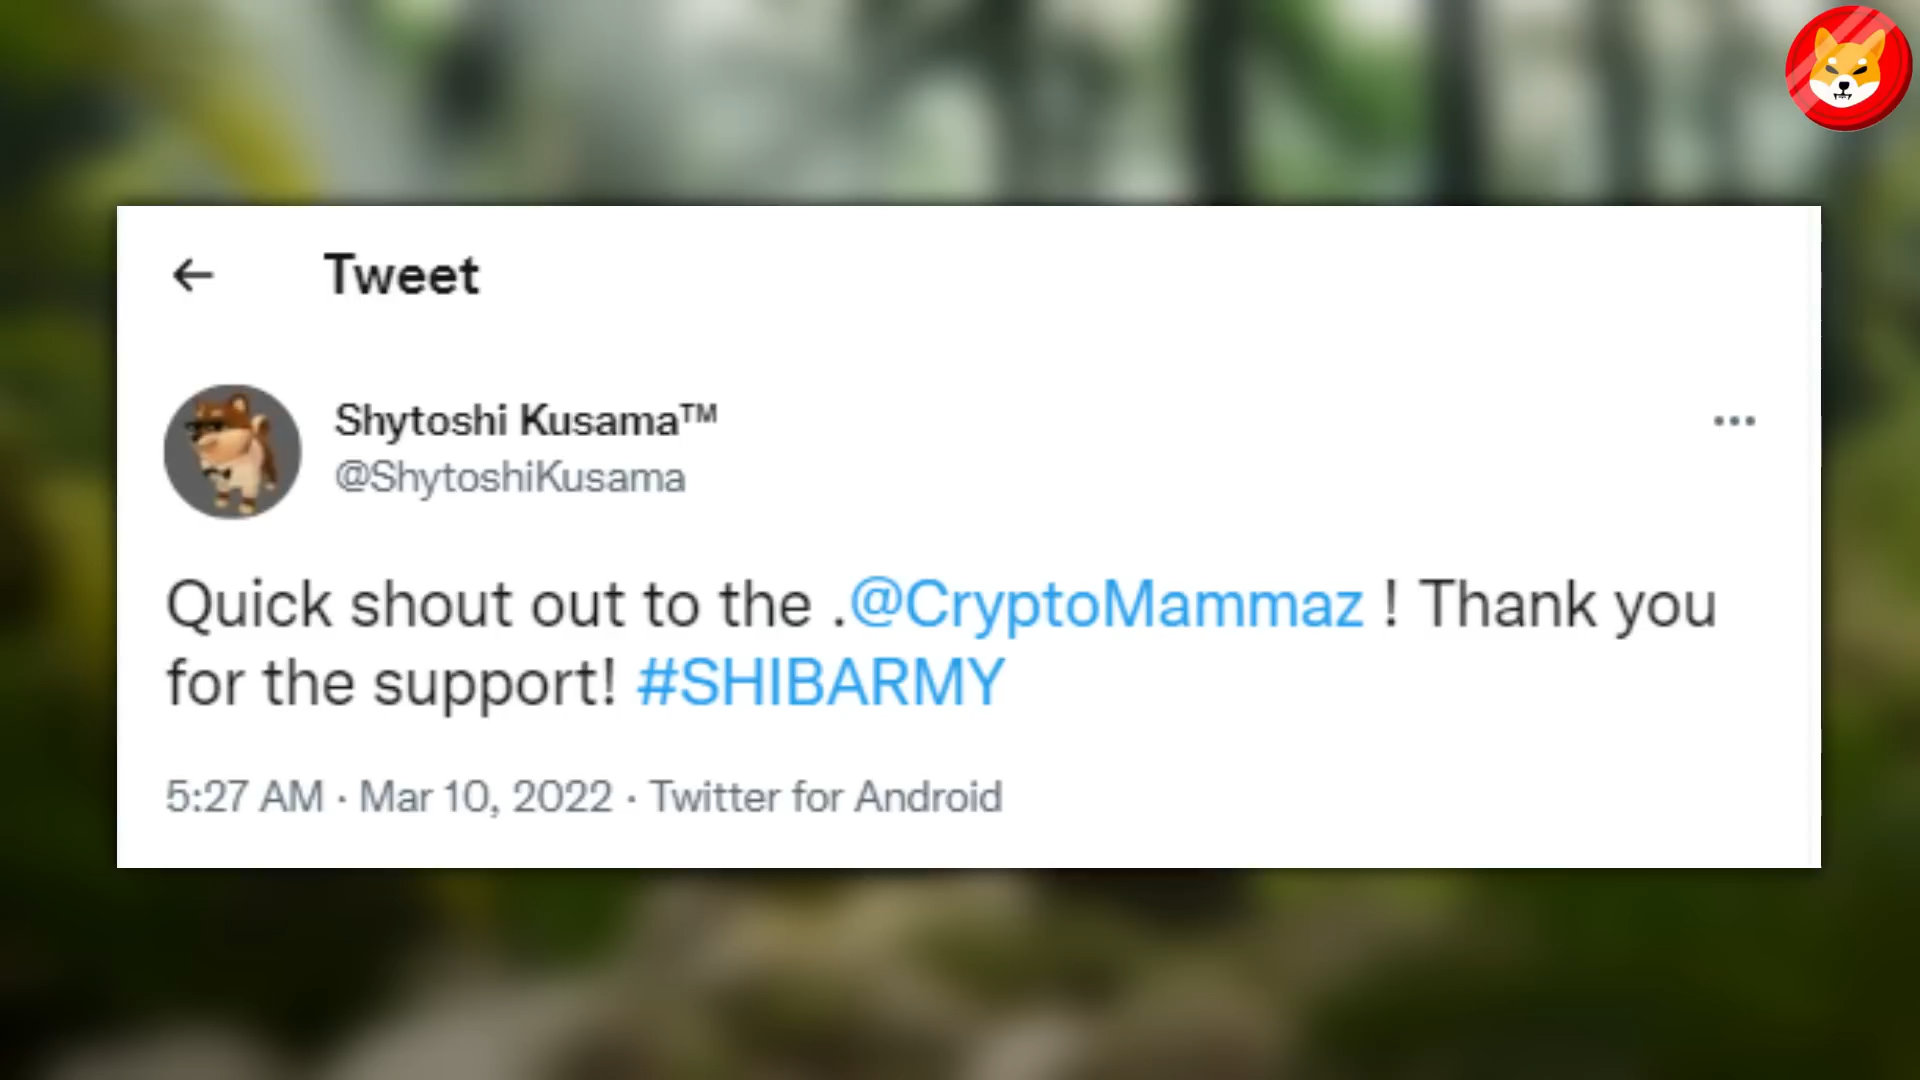 Tweet
Shytoshi Kusama™
@ShytoshiKusama
Quick shout out to the .@CryptoMammaz ! Thank you
for the support! #SHIBARMY
5:27 AM · Mar 10, 2022 · Twitter for Android